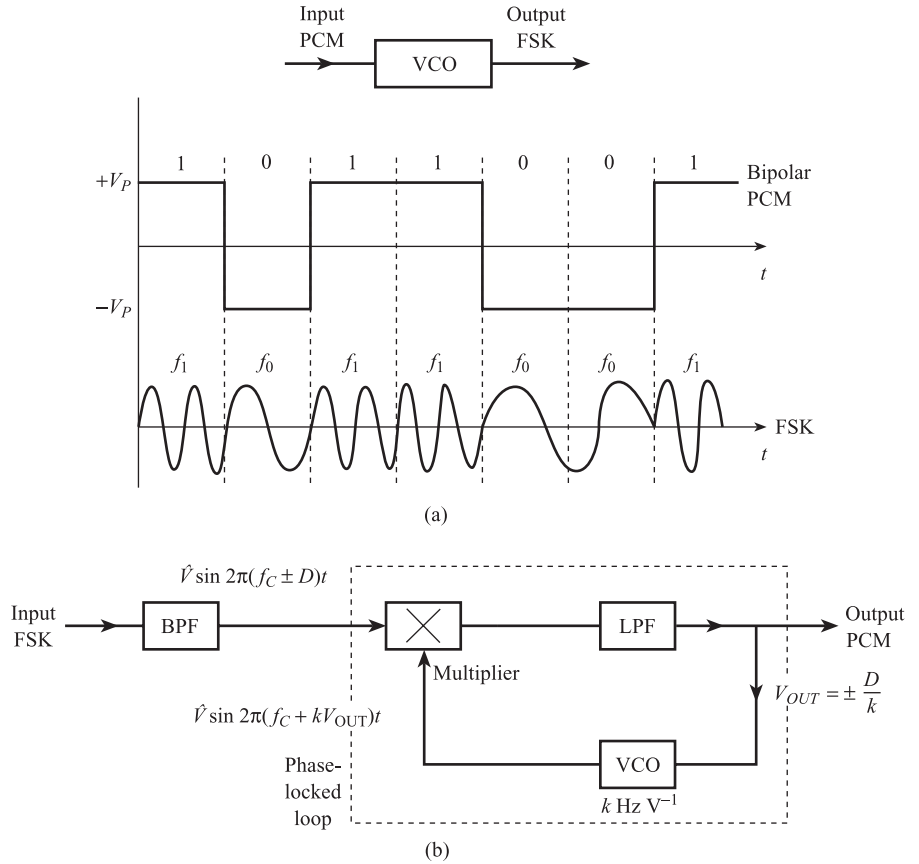 Input PCM
Output FSK
VCO
1 0 1 1 0 0 1
+V_P
Bipolar PCM
t
−V_P
f_1 f_0 f_1 f_1 f_0 f_0 f_1
FSK
t
(a)
V̂ sin 2π(f_C ± D)t
Input FSK
BPF
LPF
Output PCM
Multiplier
V_OUT = ± D/k
V̂ sin 2π(f_C + kV_OUT)t
VCO
Phase-locked loop
k Hz V⁻¹
(b)